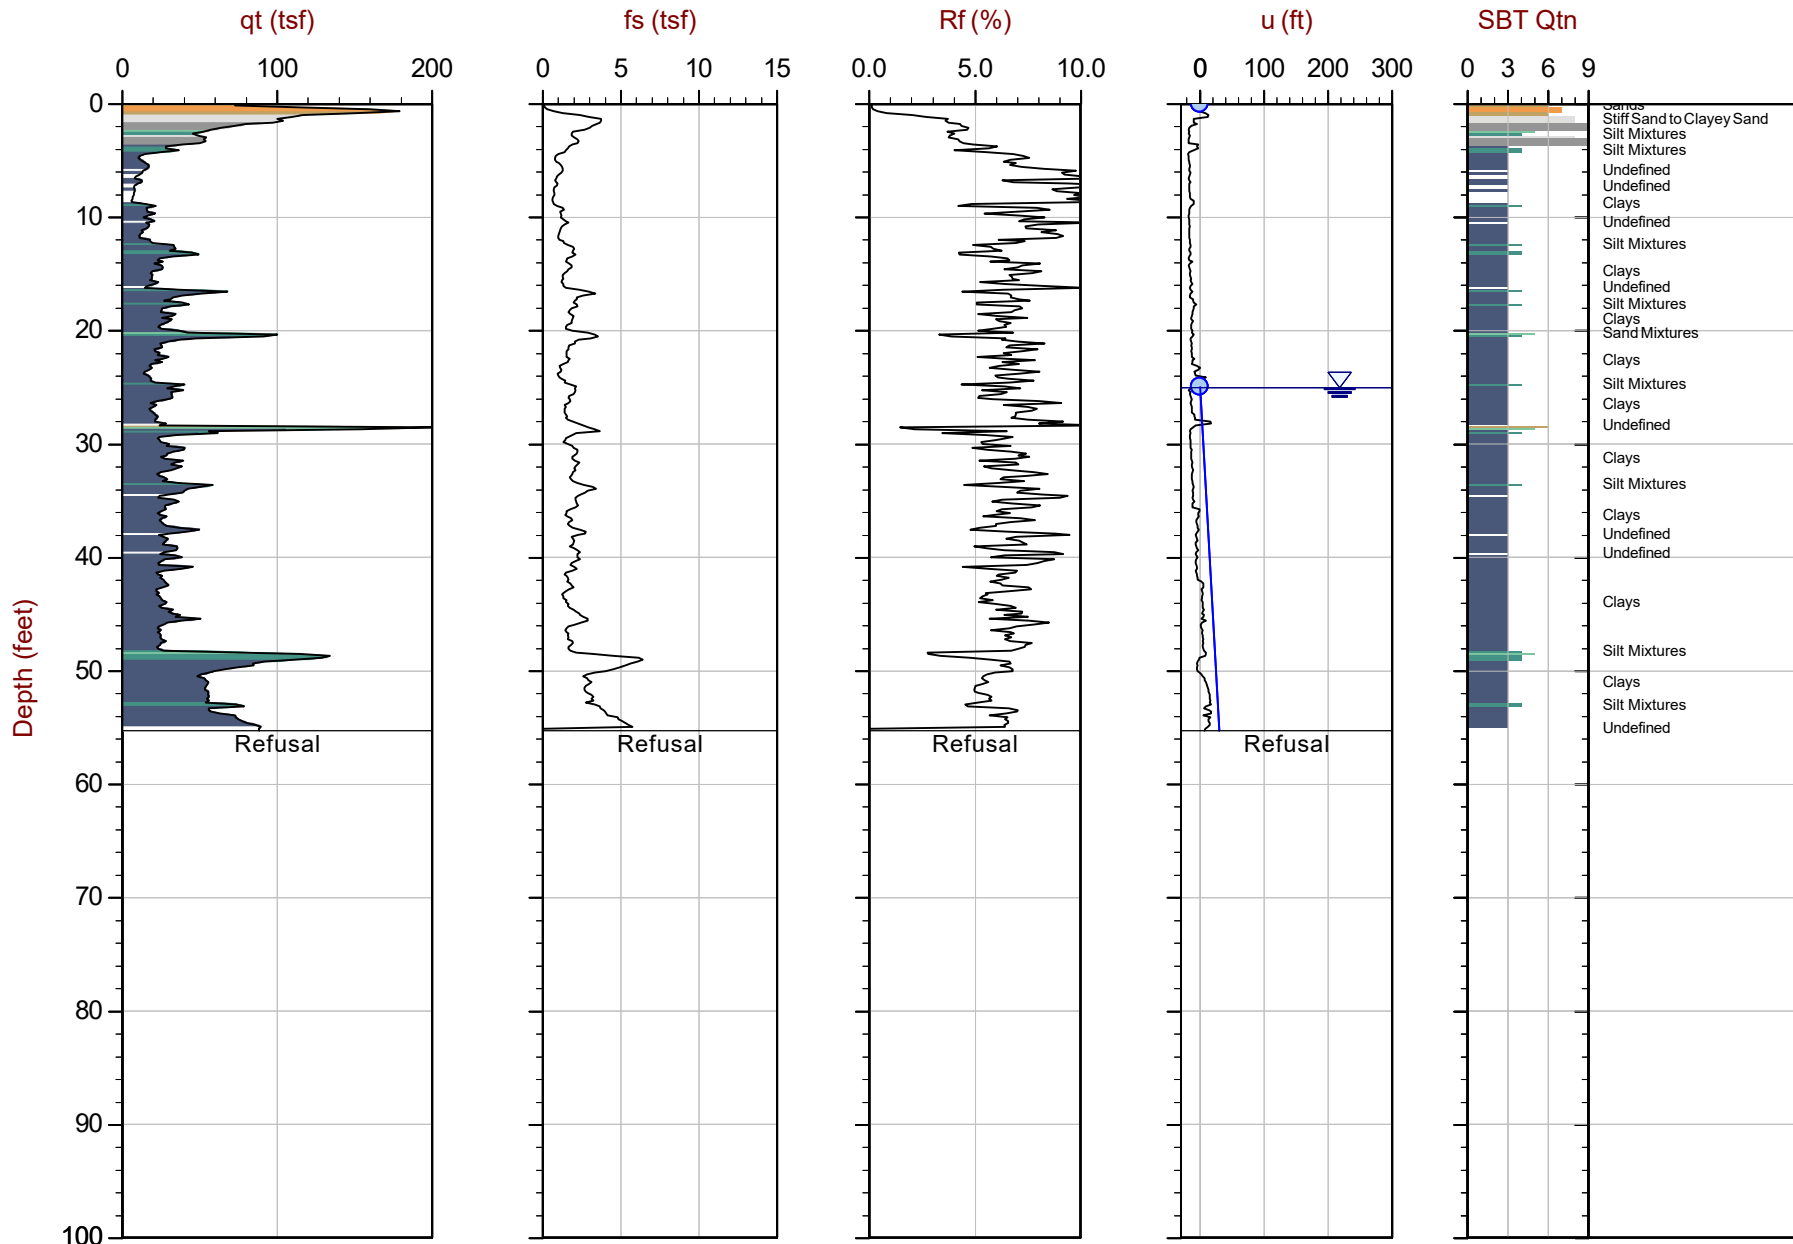 qt (tsf) fs (tsf) Rf (%) u (ft) SBT Qtn
0 100 200 0 5 10 15 0.0 5.0 10.0 0 100 200 300 0 3 6 9
0
Sands
Stiff Sand to Clayey Sand
Silt Mixtures
Silt Mixtures
Undefined
Undefined
Clays
10
Undefined
Silt Mixtures
Clays
Undefined
Silt Mixtures
Clays
20
Sand Mixtures
Clays
Silt Mixtures
Clays
Undefined
30
Clays
Silt Mixtures
Clays
Undefined
Undefined
40
Clays
Silt Mixtures
50
Clays
Silt Mixtures
Undefined
Refusal Refusal Refusal Refusal
Depth (feet)
60
70
80
90
100